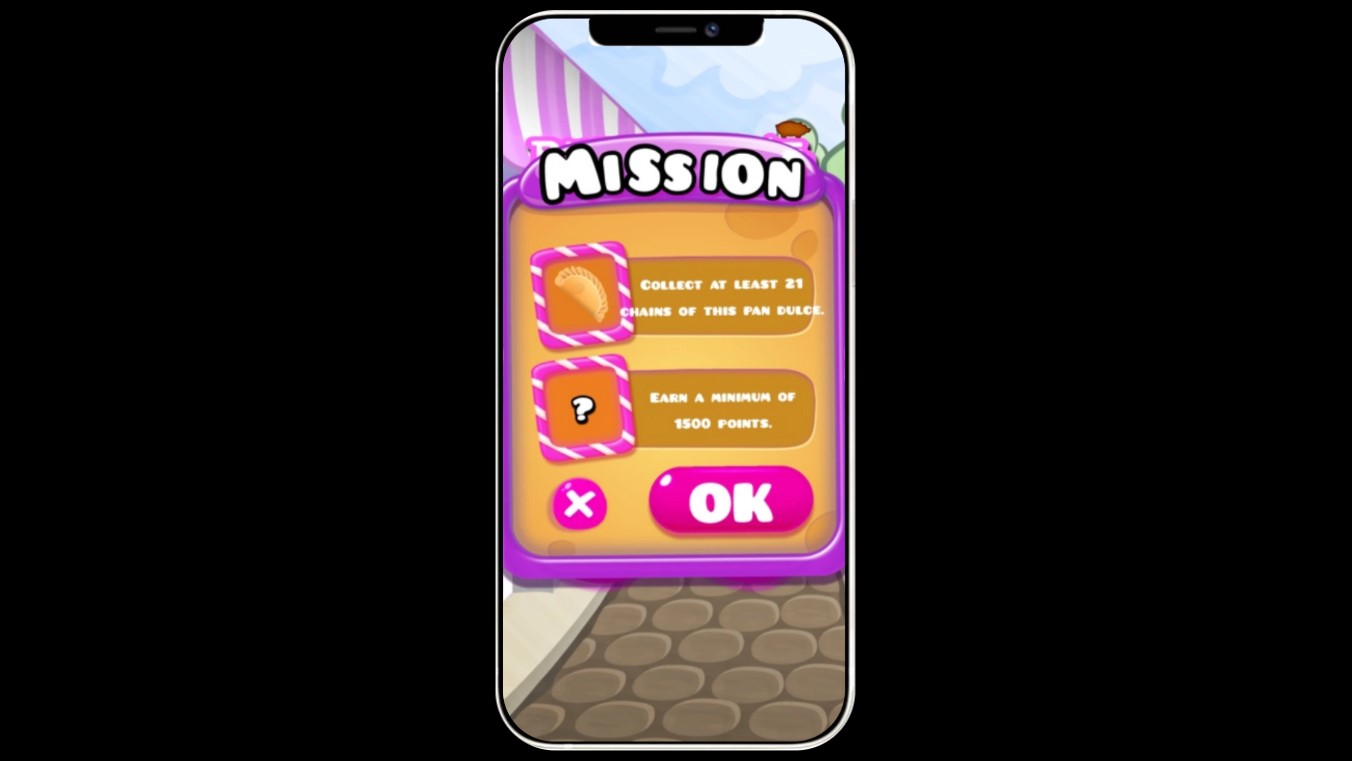 MISSION
COLLECT AT LEAST 21
CHAINS OF THIS PAN DULCE.
?
EARN A MINIMUM OF
1500 POINTS.
OK